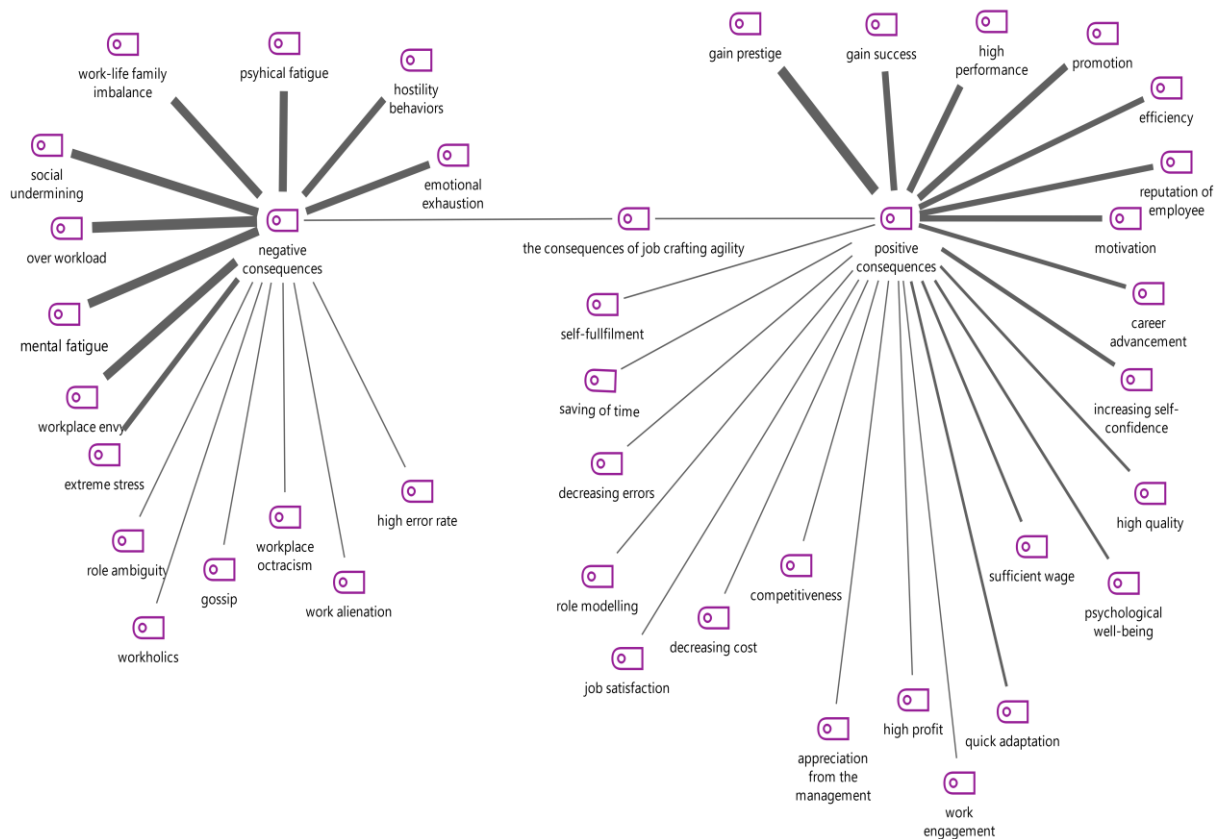 work-life family
imbalance
psyhical fatigue
hostility
behaviors
social
undermining
emotional
exhaustion
over workload
negative
consequences
mental fatigue
workplace envy
extreme stress
role ambiguity
workholics
gossip
workplace
octracism
work alienation
high error rate
the consequences of job crafting agility
gain prestige
gain success
high
performance
promotion
efficiency
reputation of
employee
motivation
positive
consequences
career
advancement
increasing self-
confidence
high quality
psychological
well-being
sufficient wage
quick adaptation
work
engagement
high profit
appreciation
from the
management
competitiveness
decreasing cost
job satisfaction
role modelling
decreasing errors
saving of time
self-fullfilment